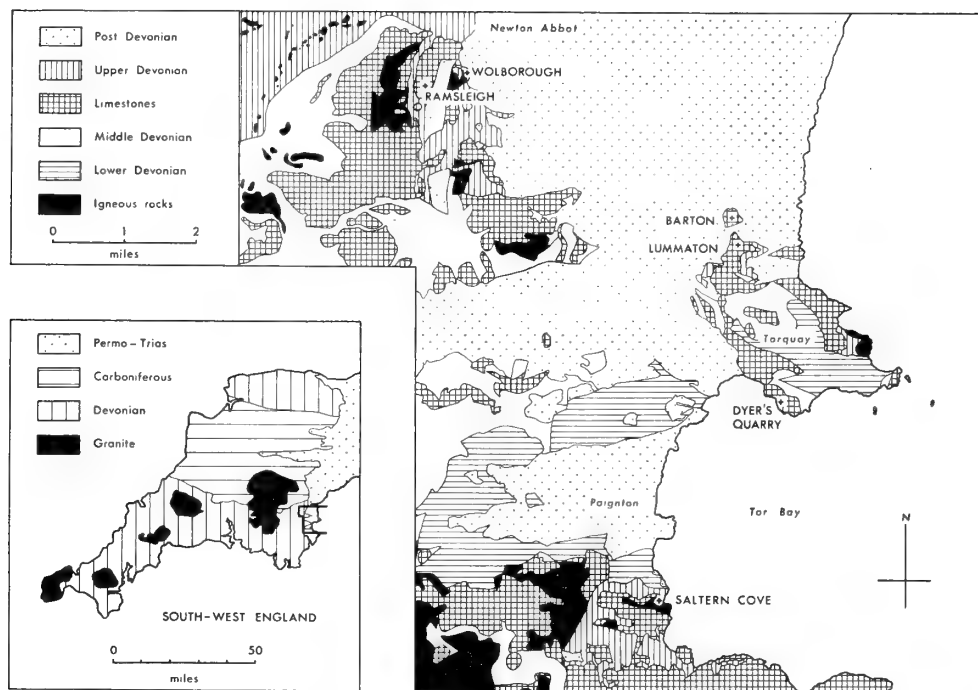 Post Devonian
Upper Devonian
Limestones
Middle Devonian
Lower Devonian
Igneous rocks
0 1 2
miles
Newton Abbot
WOLBOROUGH
RAMSLEIGH
BARTON
LUMMATON
Torquay
DYER'S
QUARRY
Paignton
Tor Bay
N
SALTERN COVE
Permo-Trias
Carboniferous
Devonian
Granite
SOUTH-WEST ENGLAND
0 50
miles